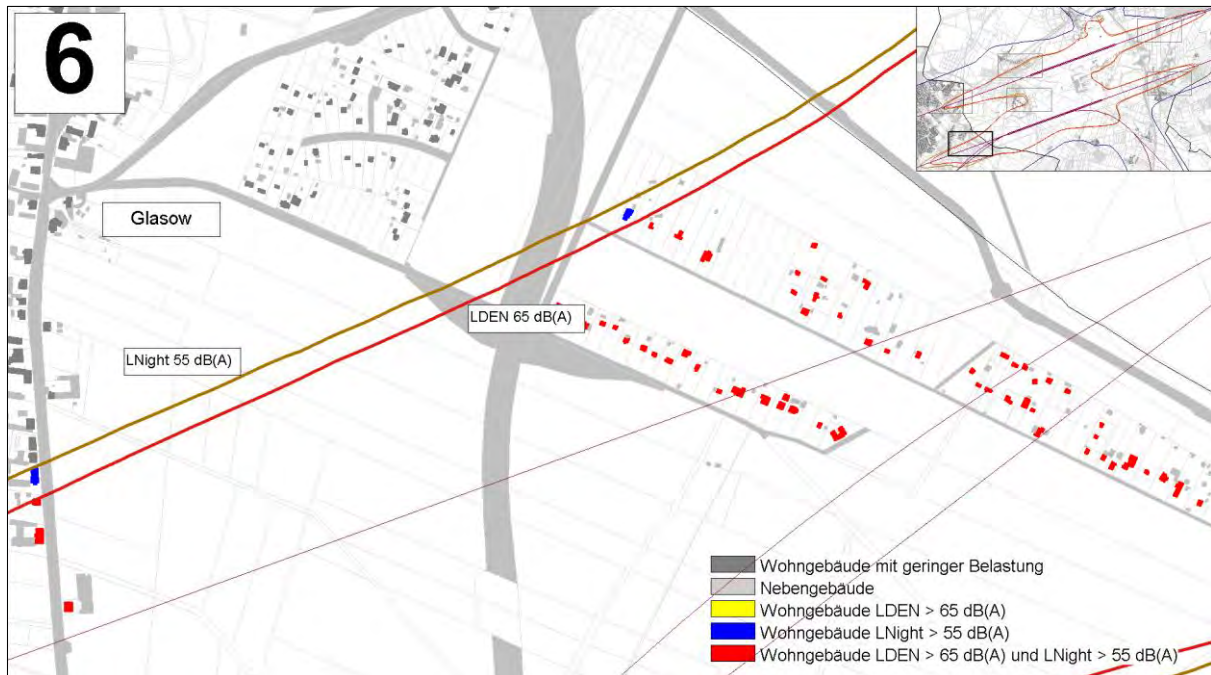 6
Glasow
LDEN 65 dB(A)
LNight 55 dB(A)
Wohngebäude mit geringer Belastung
Nebengebäude
Wohngebäude LDEN > 65 dB(A)
Wohngebäude LNight > 55 dB(A)
Wohngebäude LDEN > 65 dB(A) und LNight > 55 dB(A)